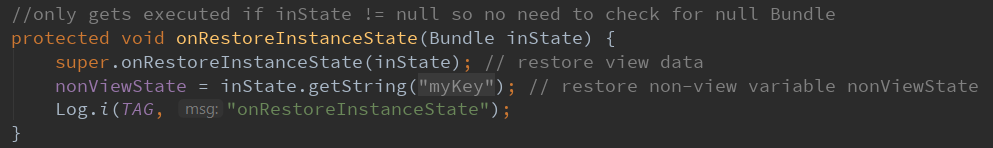 //only gets executed if inState != null so no need to check for null Bundle
protected void onRestoreInstanceState(Bundle inState) {
    super.onRestoreInstanceState(inState); // restore view data
    nonViewState = inState.getString("myKey"); // restore non-view variable nonViewState
    Log.i(TAG, msg: "onRestoreInstanceState");
}